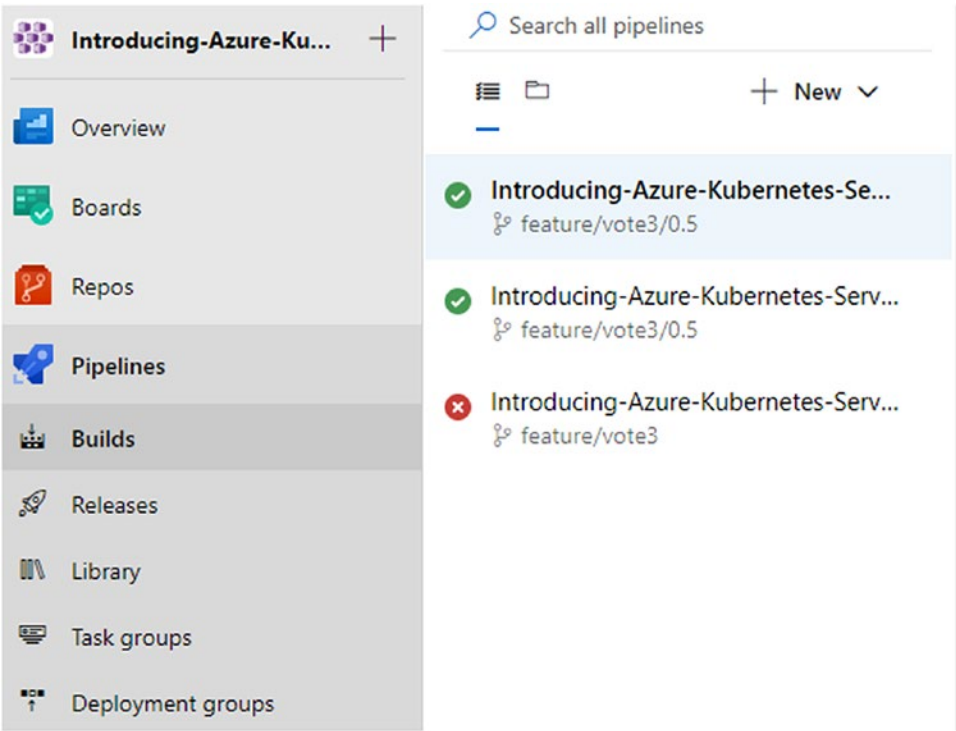 Introducing-Azure-Ku...
Overview
Boards
Repos
Pipelines
Builds
Releases
Library
Task groups
Deployment groups
Search all pipelines
New
Introducing-Azure-Kubernetes-Se...
feature/vote3/0.5
Introducing-Azure-Kubernetes-Serv...
feature/vote3/0.5
Introducing-Azure-Kubernetes-Serv...
feature/vote3